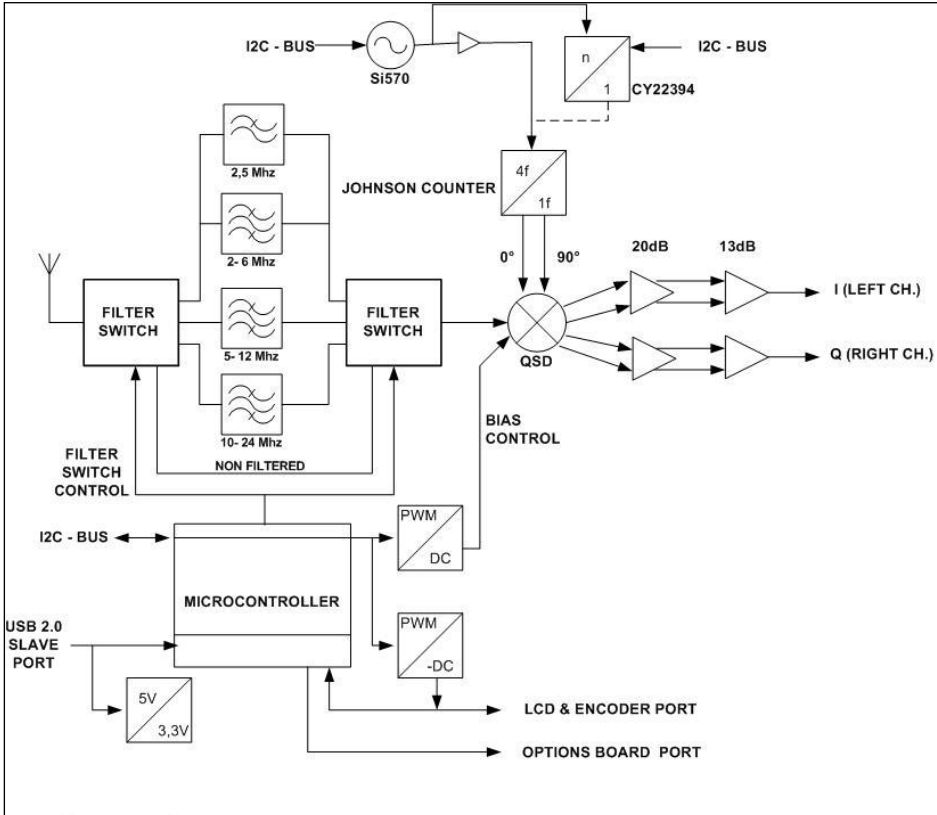 I2C - BUS
Si570
n
1
I2C - BUS
CY22394
2,5 Mhz
2- 6 Mhz
5- 12 Mhz
10- 24 Mhz
JOHNSON COUNTER
4f
1f
0°
90°
20dB
13dB
FILTER
SWITCH
FILTER
SWITCH
QSD
I (LEFT CH.)
Q (RIGHT CH.)
BIAS
CONTROL
FILTER
SWITCH
CONTROL
NON FILTERED
I2C - BUS
PWM
DC
MICROCONTROLLER
USB 2.0
SLAVE
PORT
PWM
-DC
5V
3,3V
LCD & ENCODER PORT
OPTIONS BOARD PORT